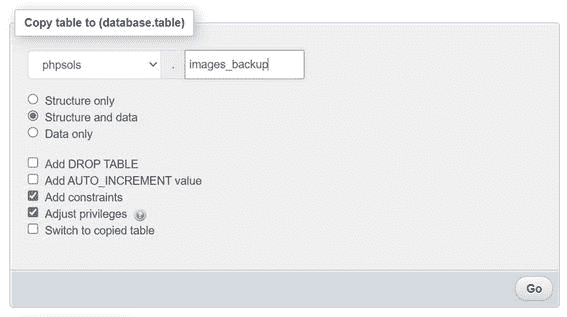 Copy table to (database.table)
phpsols . images_backup
Structure only
Structure and data
Data only
Add DROP TABLE
Add AUTO_INCREMENT value
Add constraints
Adjust privileges
Switch to copied table
Go